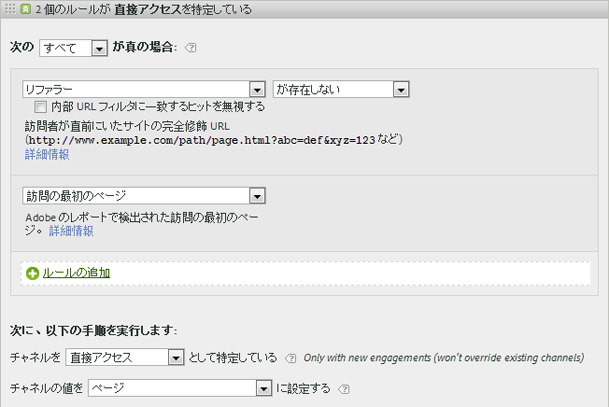 2 個のルールが 直接アクセスを特定している
次の すべて が真の場合:
リファラー が存在しない
内部 URL フィルタに一致するヒットを無視する
訪問者が直前にいたサイトの完全修飾 URL
(http://www.example.com/path/page.html?abc=def&xyz=123 など)
詳細情報
訪問の最初のページ
Adobe のレポートで検出された訪問の最初のペー
ジ。 詳細情報
ルールの追加
次に、以下の手順を実行します:
チャネルを 直接アクセス として特定している Only with new engagements (won't override existing channels)
チャネルの値を ページ に設定する